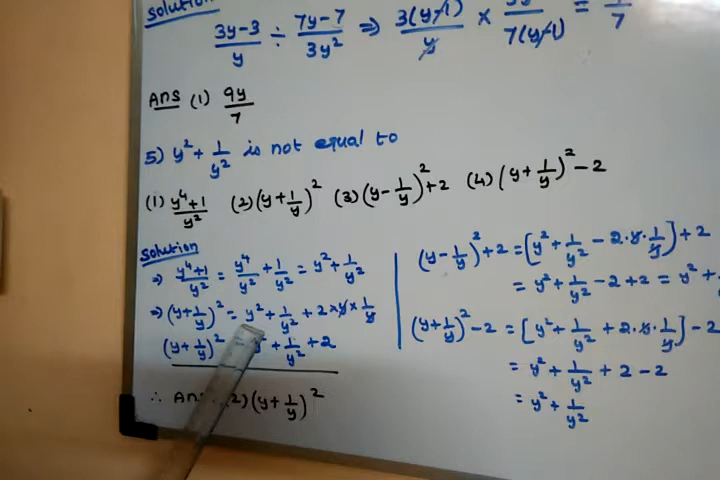 Solution
(3y-3)/y ÷ (7y-7)/3y² ⇒ 3(y-1)/y × /7(y-1) = /7
Ans (1) 9y/7
5) y² + 1/y² is not equal to
(1) (y⁴+1)/y² (2) (y+1/y)² (3) (y-1/y)²+2 (4) (y+1/y)²-2
Solution
⇒ (y⁴+1)/y² = y⁴/y² + 1/y² = y² + 1/y²
⇒ (y+1/y)² = y² + 1/y² + 2×y×1/y
(y+1/y)² = y² + 1/y² + 2
∴ Ans (2) (y+1/y)²
(y-1/y)²+2 = [y² + 1/y² - 2·y·1/y] + 2
= y² + 1/y² - 2 + 2 = y² +
(y+1/y)²-2 = [y² + 1/y² + 2·y·1/y] - 2
= y² + 1/y² + 2 - 2
= y² + 1/y²